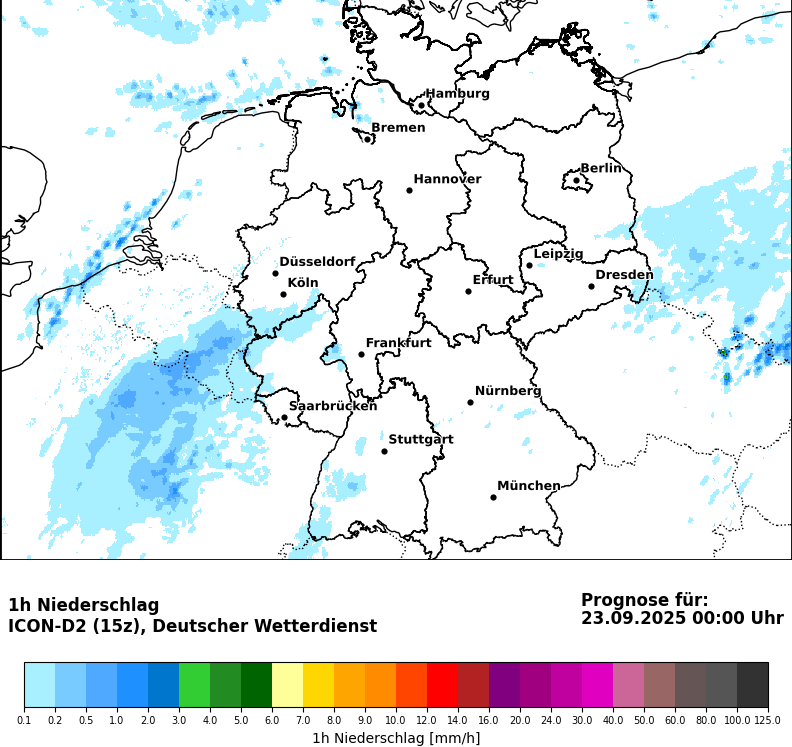 Hamburg
Bremen
Berlin
Hannover
Leipzig
Düsseldorf
Dresden
Köln
Erfurt
Frankfurt
Nürnberg
Saarbrücken
Stuttgart
München
1h Niederschlag
ICON-D2 (15z), Deutscher Wetterdienst
Prognose für:
23.09.2025 00:00 Uhr
0.1 0.2 0.5 1.0 2.0 3.0 4.0 5.0 6.0 7.0 8.0 9.0 10.0 12.0 14.0 16.0 20.0 24.0 30.0 40.0 50.0 60.0 80.0 100.0 125.0
1h Niederschlag [mm/h]